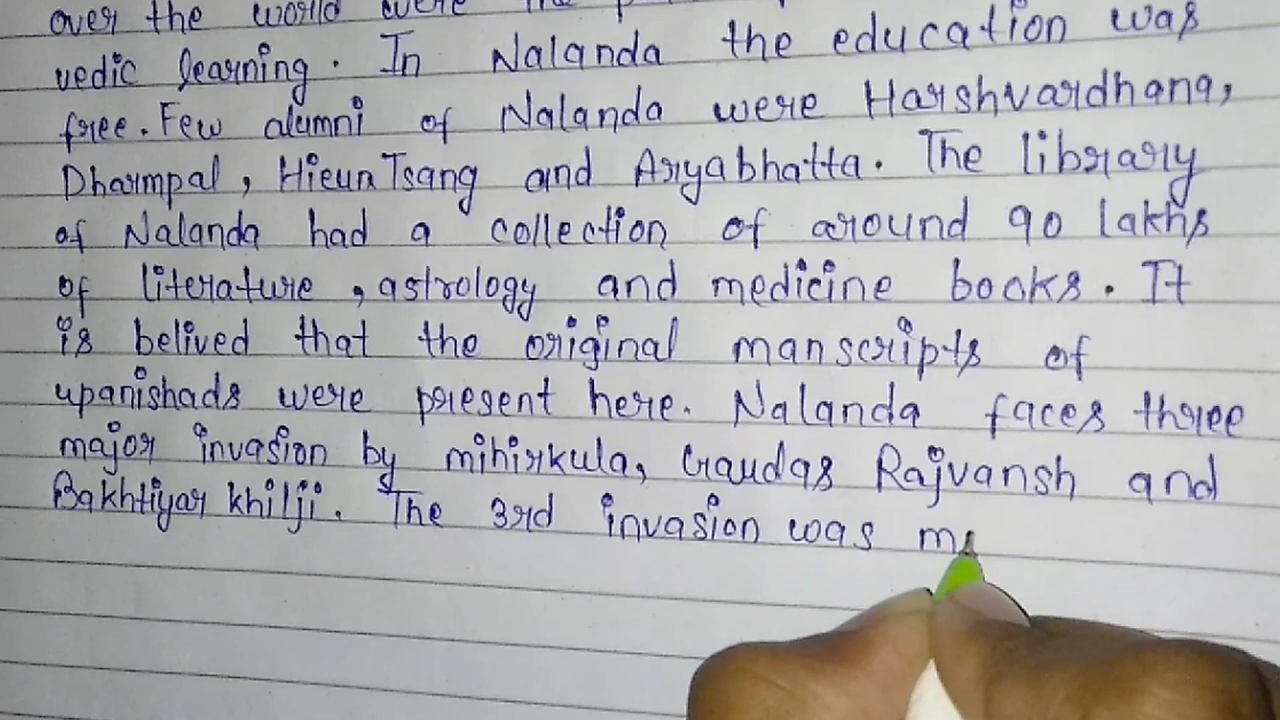 over the world were the
vedic learning. In Nalanda the education was
free. Few alumni of Nalanda were Harshvardhana,
Dharmpal, Hieun Tsang and Aryabhatta. The library
of Nalanda had a collection of around 90 lakhs
of literature, astrology and medicine books. It
is belived that the original manscripts of
upanishads were present here. Nalanda faces three
major invasion by mihirkula, Gaudas Rajvansh and
Bakhtiyar khilji. The 3rd invasion was